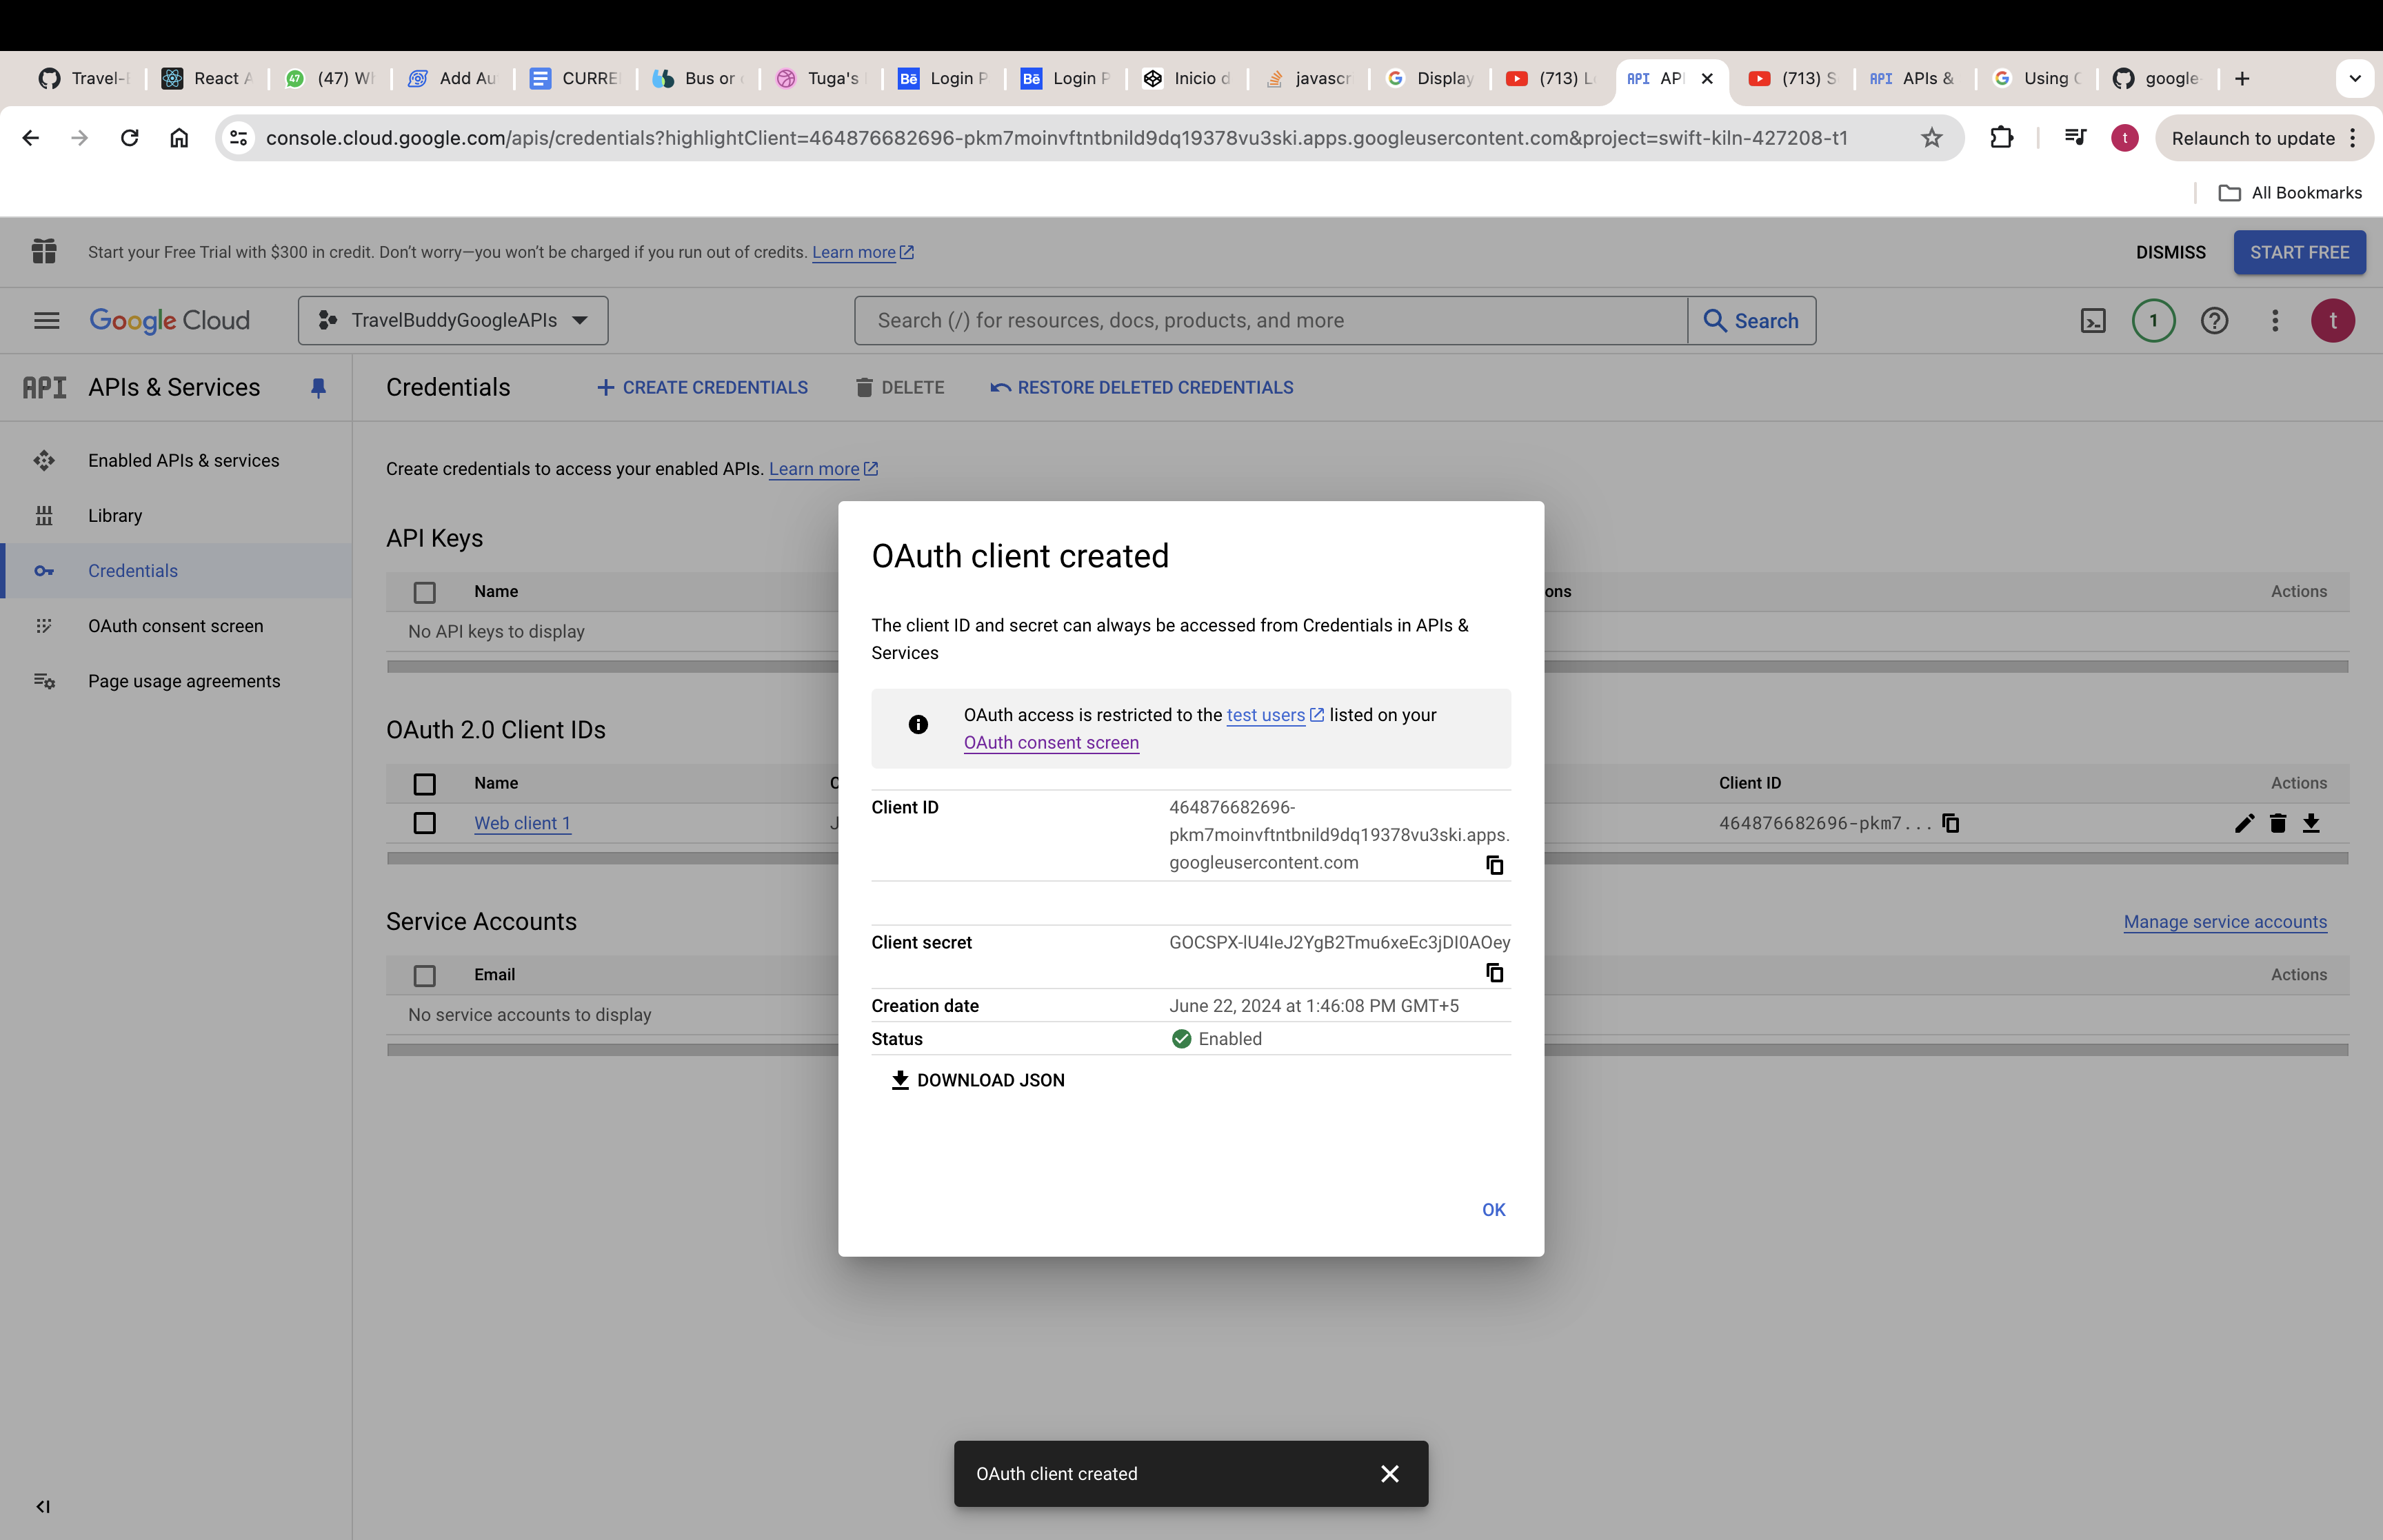 Travel-
React A
(47) W
Add Au
CURRE
Bus or
Tuga's
Login P
Login P
Inicio d
javascr
Display
(713) L
API AP
(713) S
API APIs &
Using
google-
console.cloud.google.com/apis/credentials?highlightClient=464876682696-pkm7moinvftntbnild9dq19378vu3ski.apps.googleusercontent.com&project=swift-kiln-427208-t1
t
Relaunch to update
All Bookmarks
Start your Free Trial with $300 in credit. Don't worry—you won't be charged if you run out of credits. Learn more
DISMISS
START FREE
Google Cloud
TravelBuddyGoogleAPIs
Search (/) for resources, docs, products, and more
Search
1
t
API APIs & Services
Credentials
CREATE CREDENTIALS
DELETE
RESTORE DELETED CREDENTIALS
Enabled APIs & services
Library
Credentials
OAuth consent screen
Page usage agreements
Create credentials to access your enabled APIs. Learn more
API Keys
Name
ons
Actions
No API keys to display
OAuth 2.0 Client IDs
Name
Client ID
Actions
Web client 1
464876682696-pkm7...
Service Accounts
Manage service accounts
Email
Actions
No service accounts to display
OAuth client created
The client ID and secret can always be accessed from Credentials in APIs &
Services
OAuth access is restricted to the test users listed on your
OAuth consent screen
Client ID
464876682696-
pkm7moinvftntbnild9dq19378vu3ski.apps.
googleusercontent.com
Client secret
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
Creation date
June 22, 2024 at 1:46:08 PM GMT+5
Status
Enabled
DOWNLOAD JSON
OK
OAuth client created